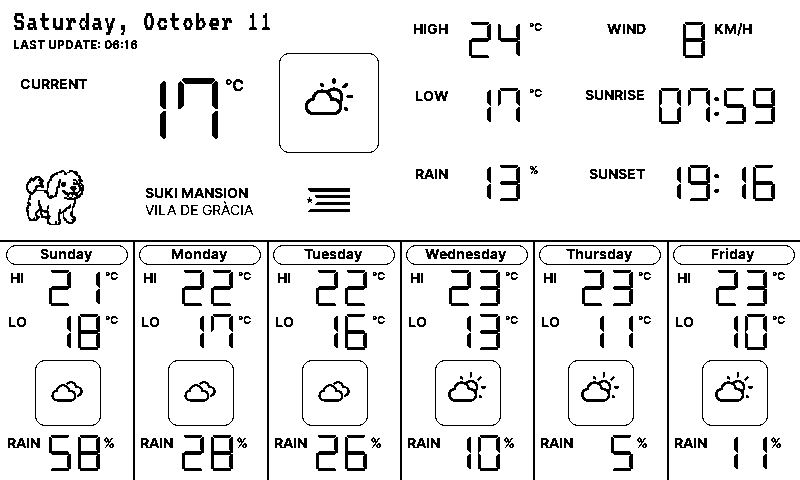 Saturday, October 11
LAST UPDATE: 06:16
CURRENT 17 °C
SUKI MANSION
VILA DE GRÀCIA
HIGH 24 °C
LOW 17 °C
RAIN 13 %
WIND 8 KM/H
SUNRISE 07:59
SUNSET 19:16
Sunday
HI 21 °C
LO 18 °C
RAIN 58 %
Monday
HI 22 °C
LO 17 °C
RAIN 28 %
Tuesday
HI 22 °C
LO 16 °C
RAIN 26 %
Wednesday
HI 23 °C
LO 13 °C
RAIN 10 %
Thursday
HI 23 °C
LO 11 °C
RAIN 5 %
Friday
HI 23 °C
LO 10 °C
RAIN 11 %